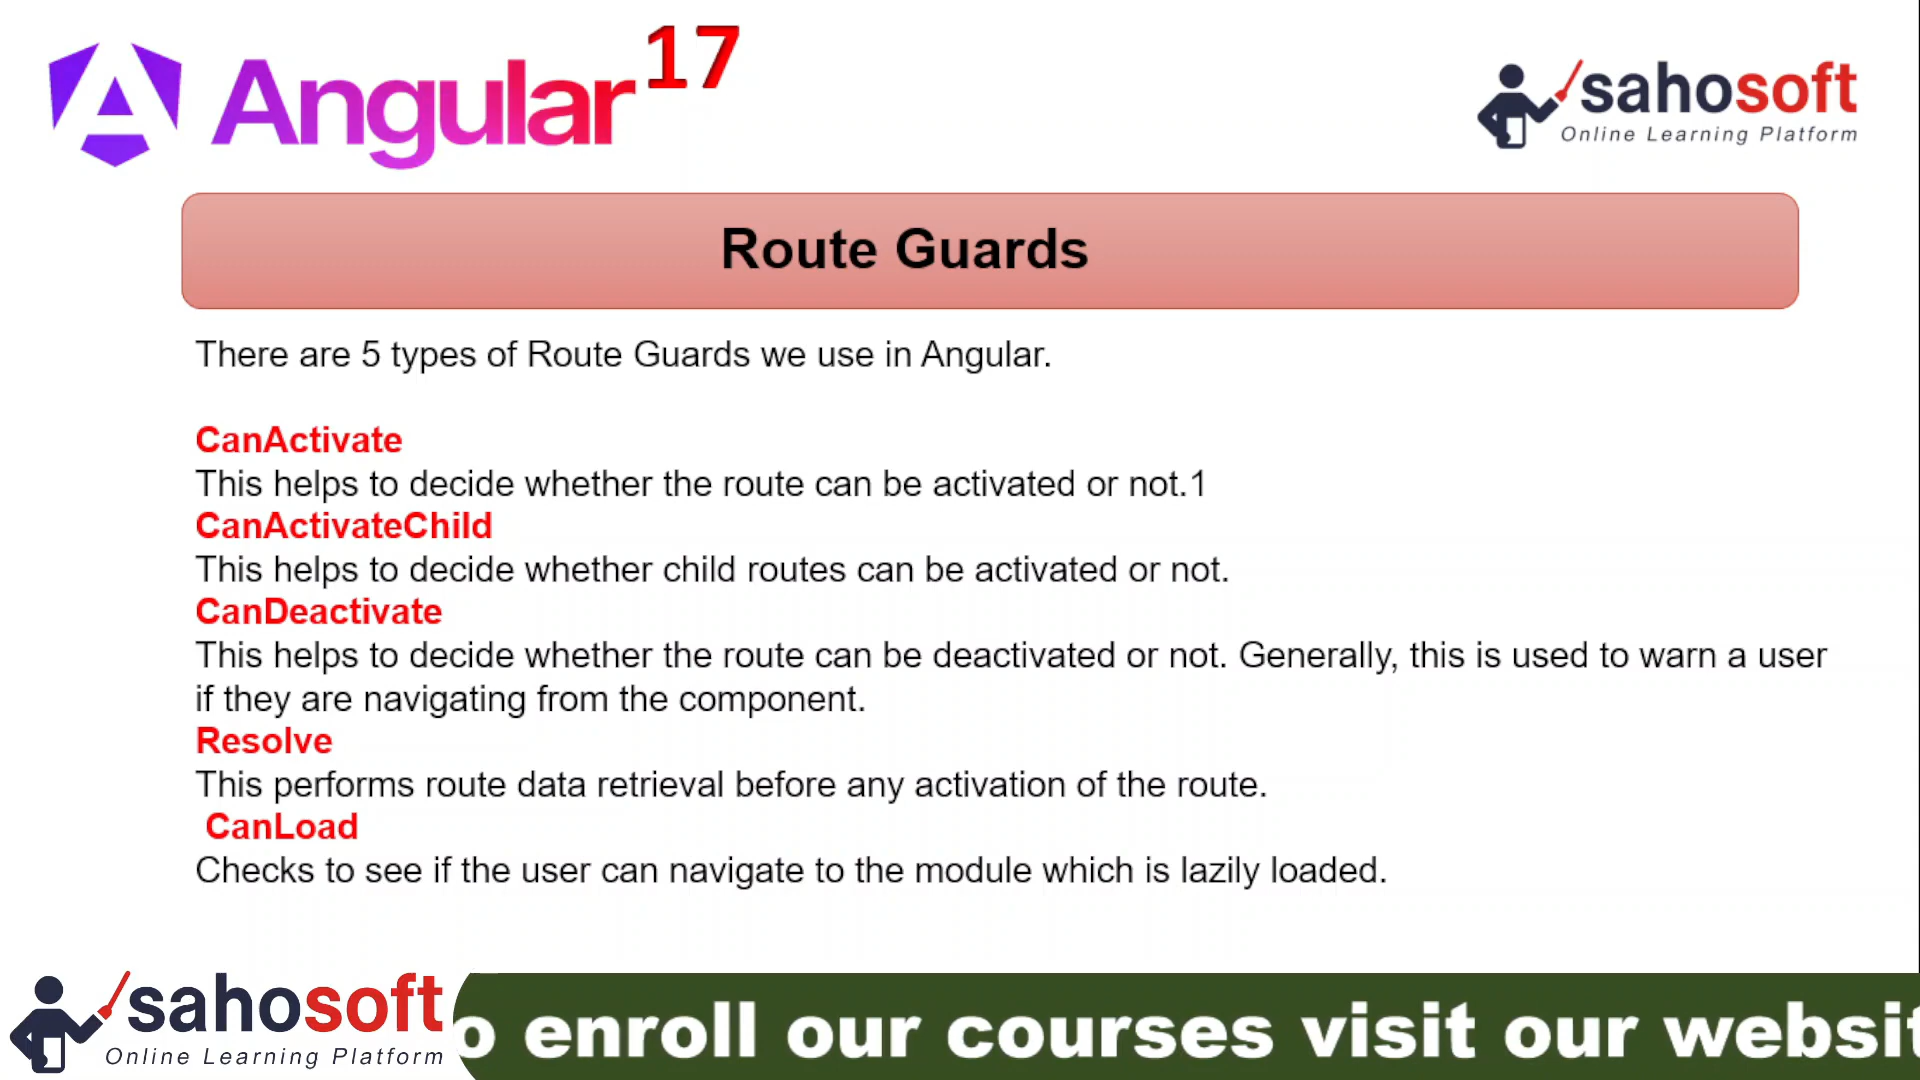 Angular 17
sahosoft
Online Learning Platform
Route Guards
There are 5 types of Route Guards we use in Angular.
CanActivate
This helps to decide whether the route can be activated or not.1
CanActivateChild
This helps to decide whether child routes can be activated or not.
CanDeactivate
This helps to decide whether the route can be deactivated or not. Generally, this is used to warn a user
if they are navigating from the component.
Resolve
This performs route data retrieval before any activation of the route.
CanLoad
Checks to see if the user can navigate to the module which is lazily loaded.
sahosoft
Online Learning Platform
o enroll our courses visit our websit